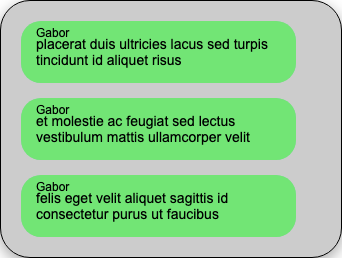 Gabor
placerat duis ultricies lacus sed turpis
tincidunt id aliquet risus
Gabor
et molestie ac feugiat sed lectus
vestibulum mattis ullamcorper velit
Gabor
felis eget velit aliquet sagittis id
consectetur purus ut faucibus